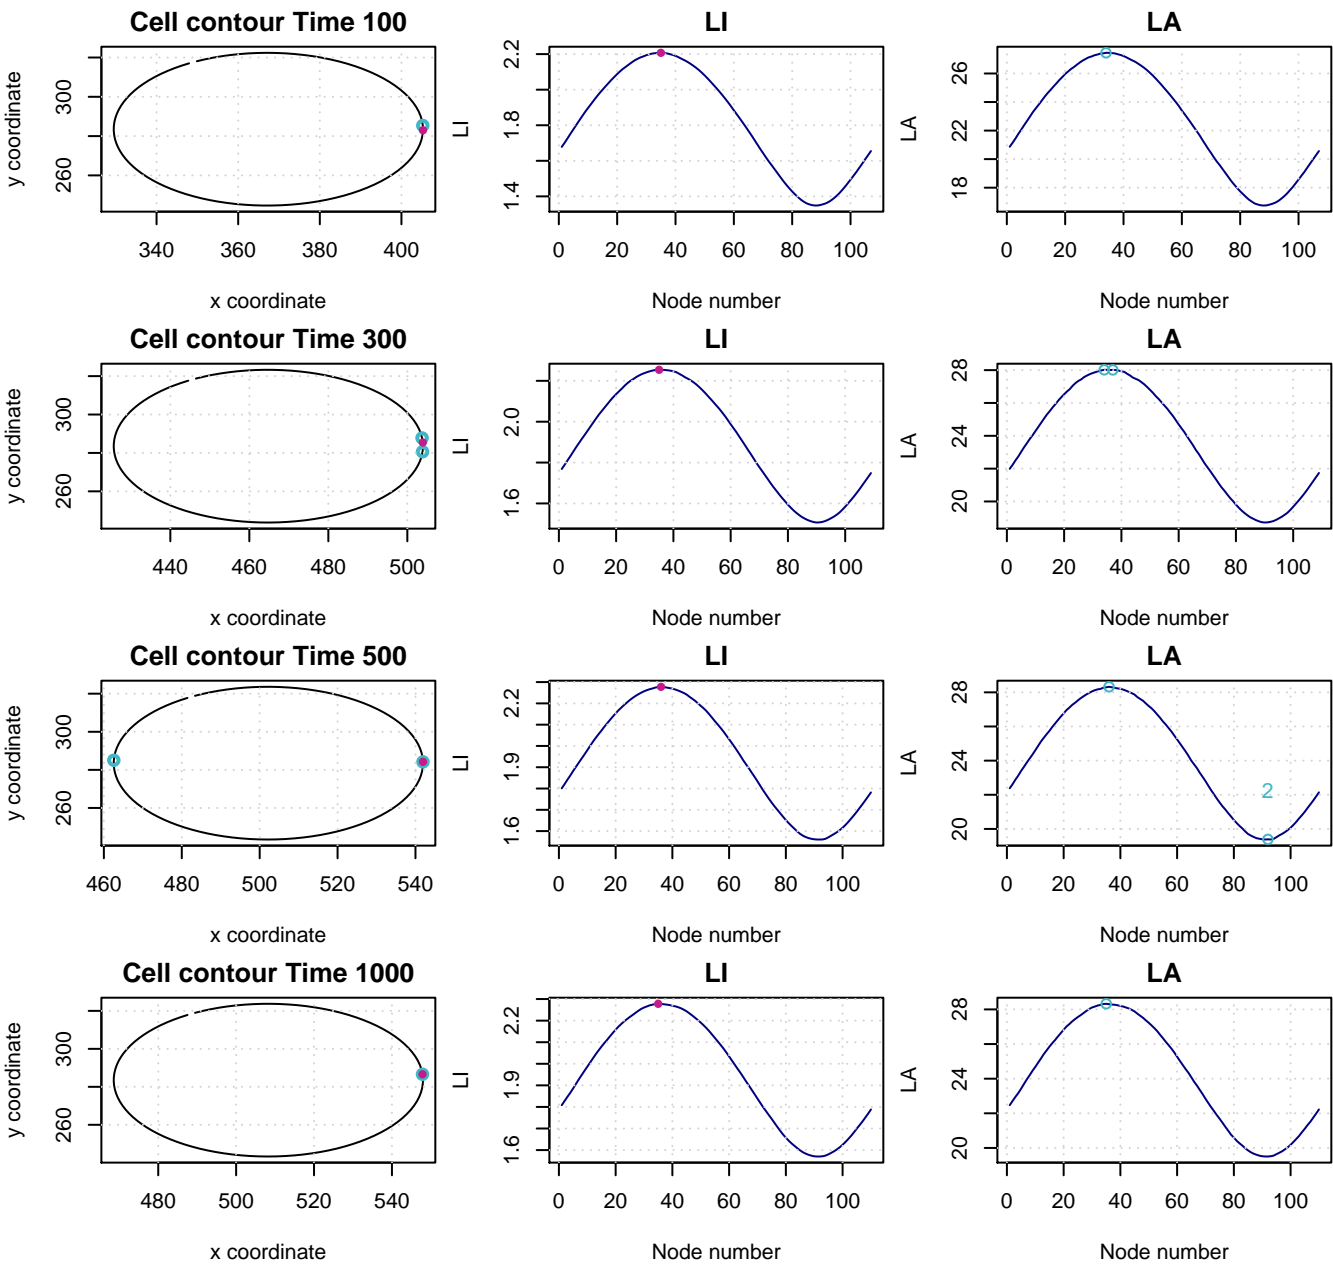 Cell contour Time 100
LI
LA
y coordinate
300
260
LI
2.2
1.8
1.4
LA
26
22
18
340 360 380 400
0 20 40 60 80 100
0 20 40 60 80 100
x coordinate
Node number
Node number
Cell contour Time 300
LI
LA
y coordinate
300
260
LI
2.0
1.6
LA
28
24
20
440 460 480 500
0 20 40 60 80 100
0 20 40 60 80 100
x coordinate
Node number
Node number
Cell contour Time 500
LI
LA
y coordinate
300
260
LI
2.2
1.9
1.6
LA
28
24
20
2
460 480 500 520 540
0 20 40 60 80 100
0 20 40 60 80 100
x coordinate
Node number
Node number
Cell contour Time 1000
LI
LA
y coordinate
300
260
LI
2.2
1.9
1.6
LA
28
24
20
480 500 520 540
0 20 40 60 80 100
0 20 40 60 80 100
x coordinate
Node number
Node number